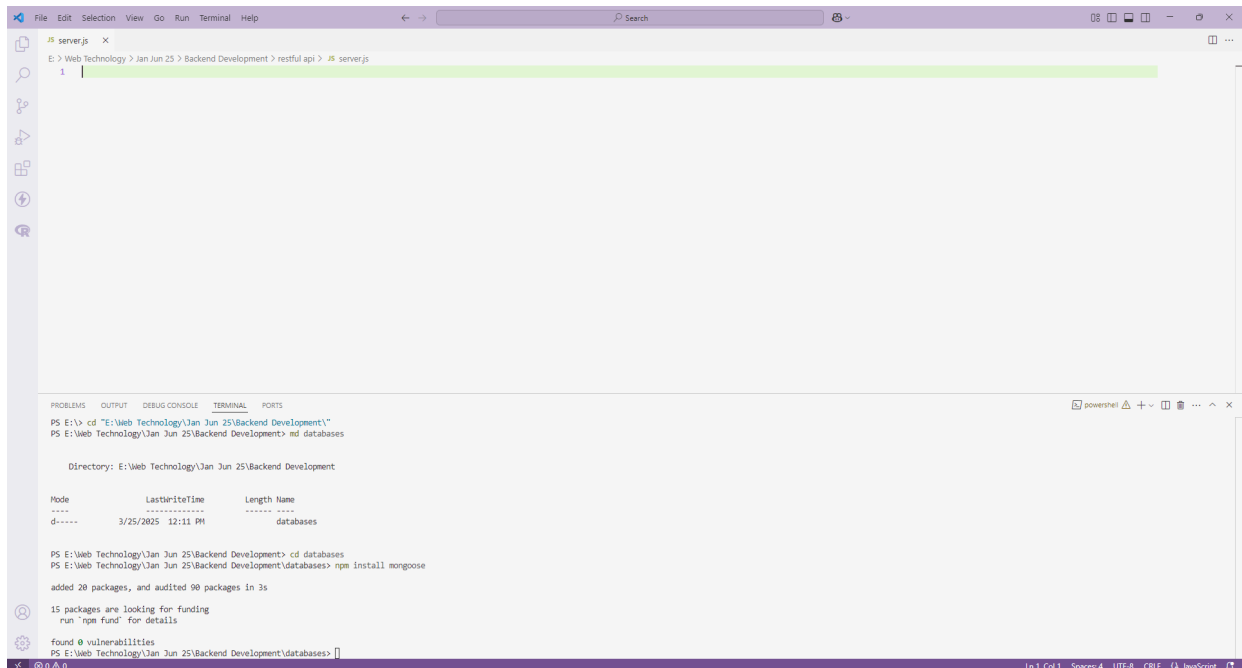 File Edit Selection View Go Run Terminal Help
Search
JS server.js
E: > Web Technology > Jan Jun 25 > Backend Development > restful api > JS server.js
1
PROBLEMS OUTPUT DEBUG CONSOLE TERMINAL PORTS
powershell
PS E:\> cd "E:\Web Technology\Jan Jun 25\Backend Development\"
PS E:\Web Technology\Jan Jun 25\Backend Development> md databases
Directory: E:\Web Technology\Jan Jun 25\Backend Development
Mode LastWriteTime Length Name
---- ------------- ------ ----
d----- 3/25/2025 12:11 PM databases
PS E:\Web Technology\Jan Jun 25\Backend Development> cd databases
PS E:\Web Technology\Jan Jun 25\Backend Development\databases> npm install mongoose
added 20 packages, and audited 90 packages in 3s
15 packages are looking for funding
run `npm fund` for details
found 0 vulnerabilities
PS E:\Web Technology\Jan Jun 25\Backend Development\databases>
0 0 Ln 1, Col 1 Spaces: 4 UTF-8 CRLF {} JavaScript